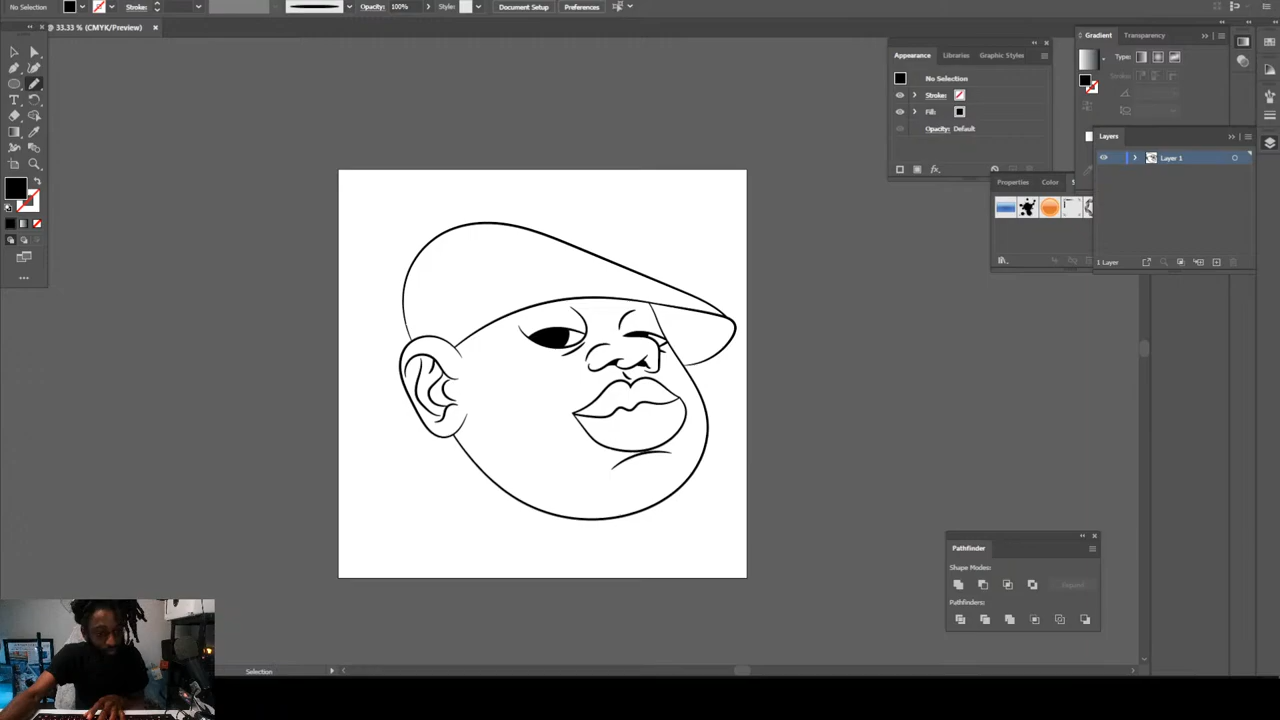 No Selection
Stroke:
Opacity: 100%
Style:
Document Setup
Preferences
33.33 % (CMYK/Preview)
Appearance
Libraries
Graphic Styles
No Selection
Stroke:
Fill:
Opacity: Default
Gradient
Transparency
Type:
Stroke:
Layers
Layer 1
1 Layer
Properties
Color
Pathfinder
Shape Modes:
Expand
Pathfinders:
Selection